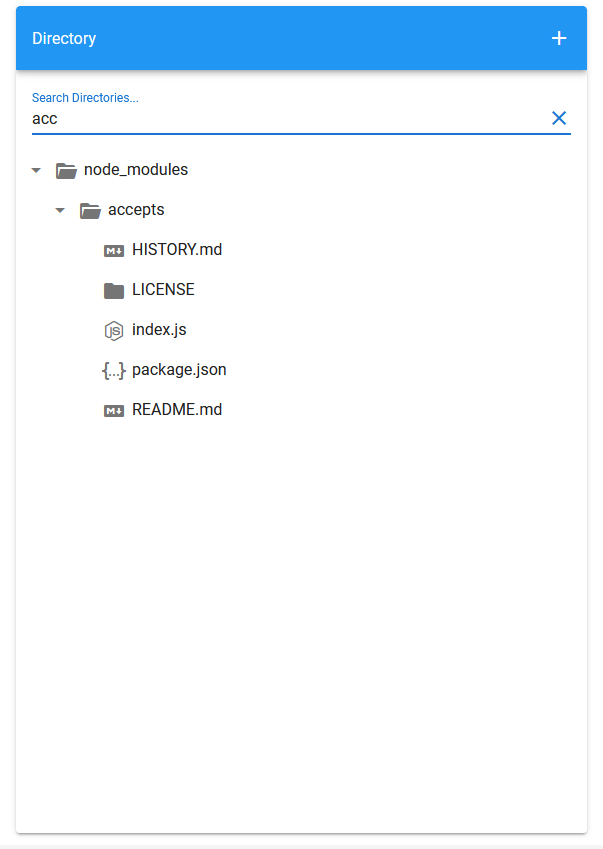 Directory
Search Directories...
acc
node_modules
accepts
HISTORY.md
LICENSE
index.js
package.json
README.md